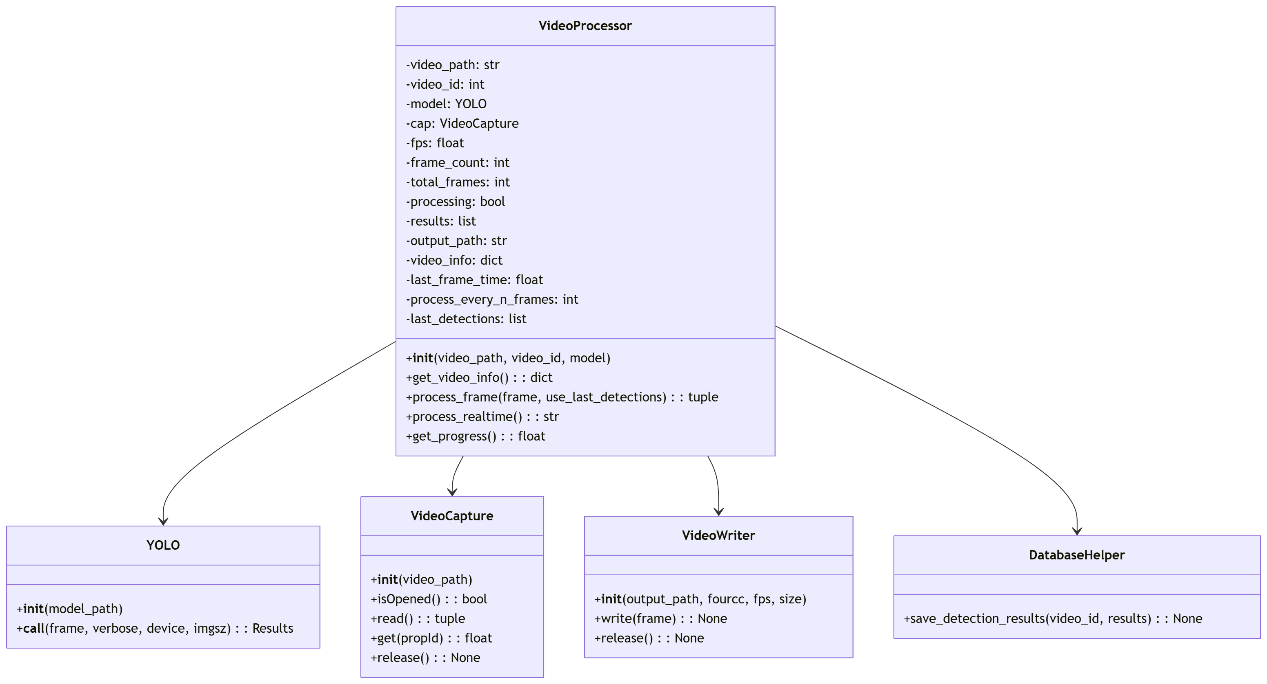 VideoProcessor
-video_path: str
-video_id: int
-model: YOLO
-cap: VideoCapture
-fps: float
-frame_count: int
-total_frames: int
-processing: bool
-results: list
-output_path: str
-video_info: dict
-last_frame_time: float
-process_every_n_frames: int
-last_detections: list
+init(video_path, video_id, model)
+get_video_info() : : dict
+process_frame(frame, use_last_detections) : : tuple
+process_realtime() : : str
+get_progress() : : float
YOLO
+init(model_path)
+call(frame, verbose, device, imgsz) : : Results
VideoCapture
+init(video_path)
+isOpened() : : bool
+read() : : tuple
+get(propId) : : float
+release() : : None
VideoWriter
+init(output_path, fourcc, fps, size)
+write(frame) : : None
+release() : : None
DatabaseHelper
+save_detection_results(video_id, results) : : None